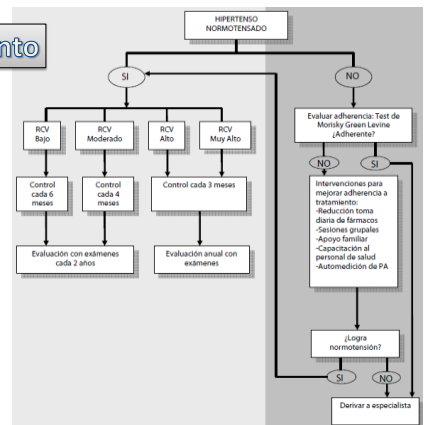 HIPERTENSO
NORMOTENSADO
nto
SI
NO
RCV
Bajo
RCV
Moderado
RCV
Alto
RCV
Muy Alto
Control
cada 6
meses
Control
cada 4
meses
Control cada 3 meses
Evaluación con exámenes
cada 2 años
Evaluación anual con
exámenes
Evaluar adherencia: Test de
Morisky Green Levine
¿Adherente?
NO
SI
Intervenciones para
mejorar adherencia a
tratamiento:
-Reducción toma
diaria de fármacos
-Sesiones grupales
-Apoyo familiar
-Capacitación al
personal de salud
-Automedición de PA
¿Logra
normotensión?
SI
NO
Derivar a especialista